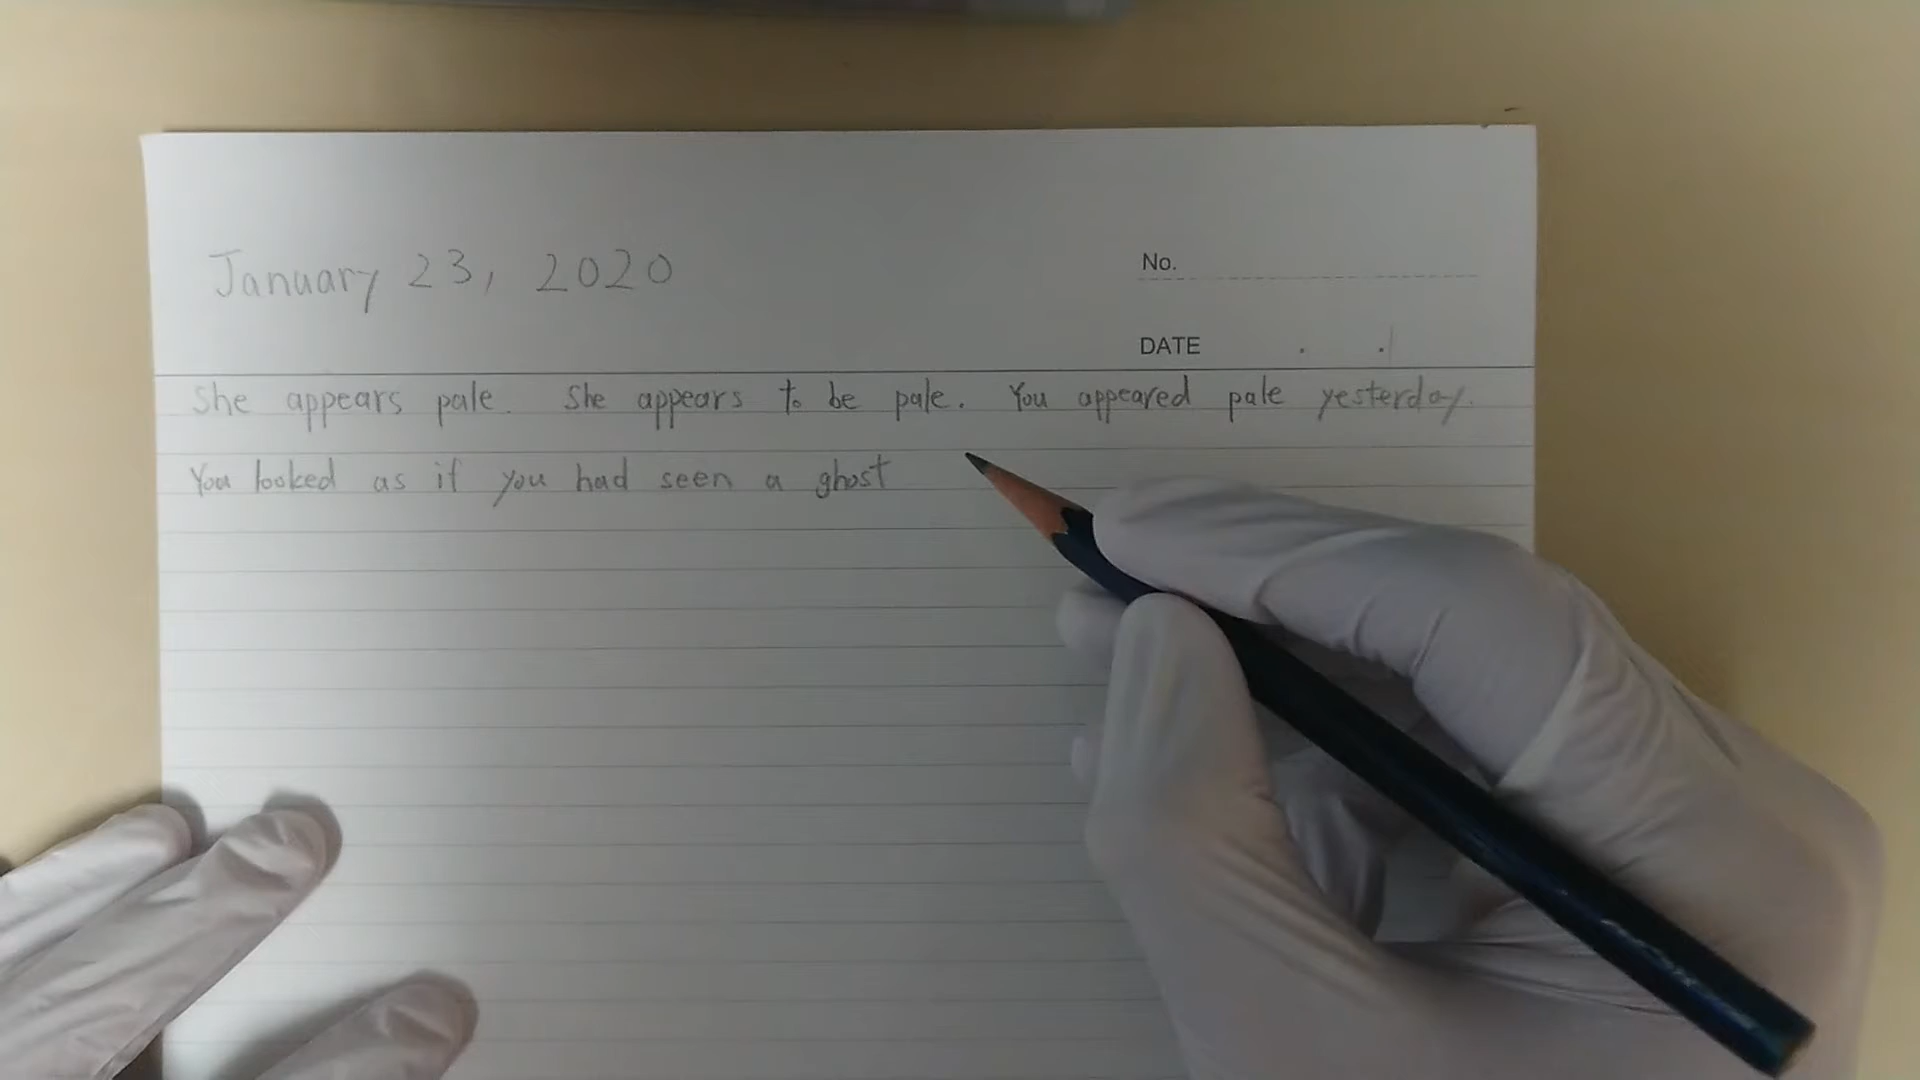 January 23, 2020
No.
DATE . .
She appears pale. She appears to be pale. You appeared pale yesterday.
You looked as if you had seen a ghost